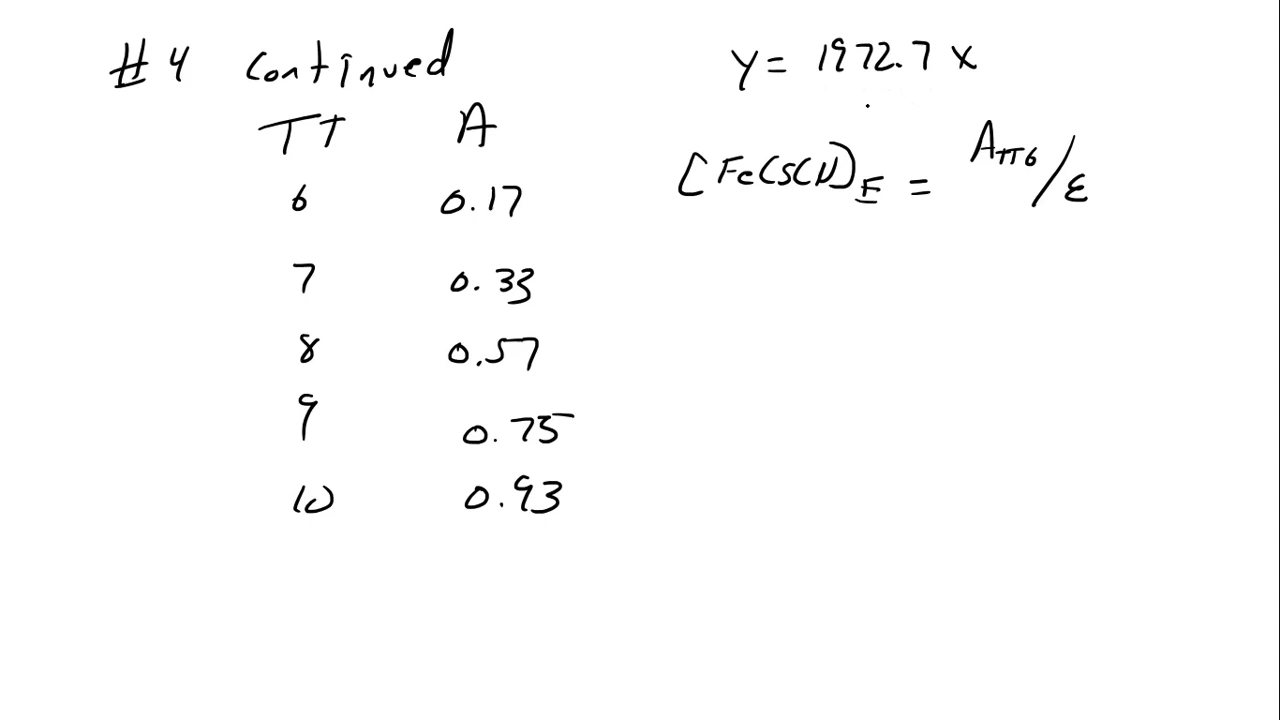 #4 Continued
TT A
6 0.17
7 0.33
8 0.57
9 0.75
10 0.93
y = 1972.7 x
[Fe(SCN)]E = ATT6/ε